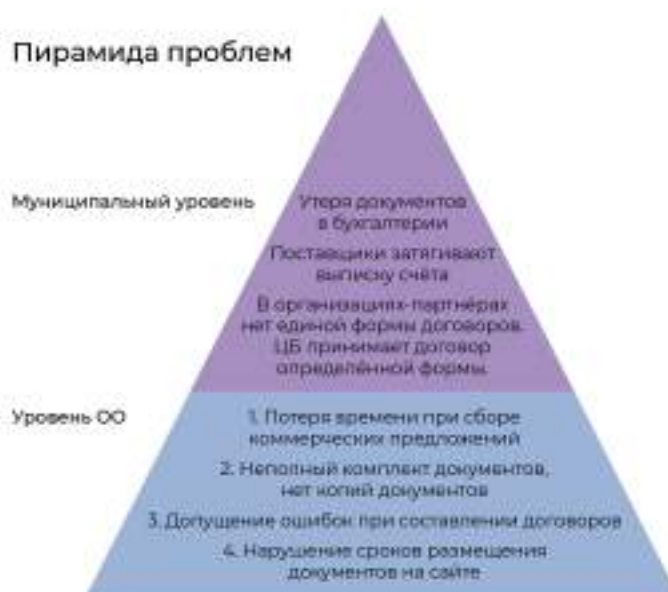 Пирамида проблем
Муниципальный уровень
Утеря документов
в бухгалтерии
Поставщики затягивают
выписку счёта
В организациях-партнёрах
нет единой формы договоров.
ЦБ принимает договор
определённой формы.
Уровень ОО
1. Потеря времени при сборе
коммерческих предложений
2. Неполный комплект документов,
нет копий документов
3. Допущение ошибок при составлении договоров
4. Нарушение сроков размещения
документов на сайте